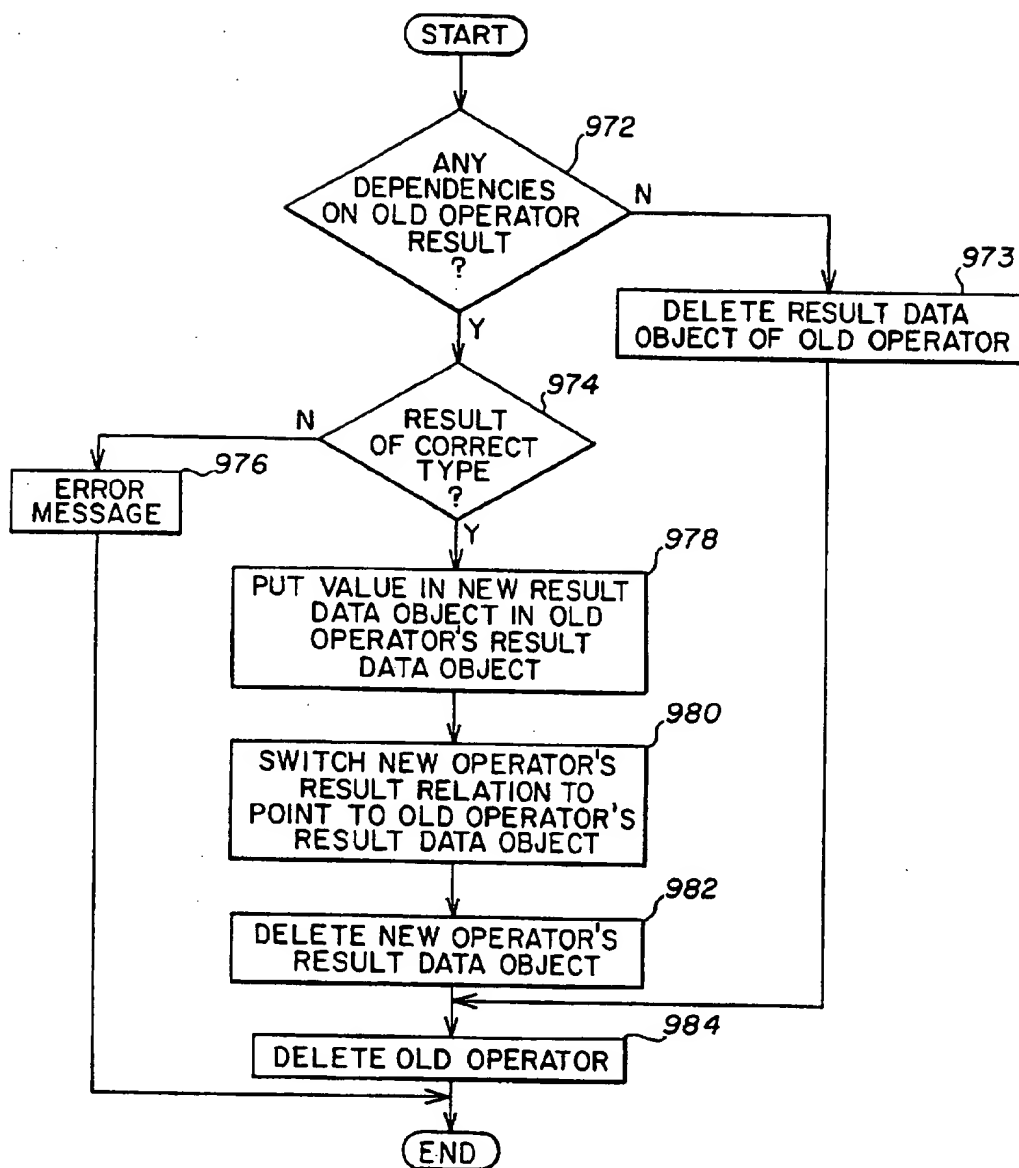 START
972
ANY
DEPENDENCIES
ON OLD OPERATOR
RESULT
?
N
Y
973
DELETE RESULT DATA
OBJECT OF OLD OPERATOR
974
RESULT
OF CORRECT
TYPE
?
N
Y
976
ERROR
MESSAGE
978
PUT VALUE IN NEW RESULT
DATA OBJECT IN OLD
OPERATOR'S RESULT
DATA OBJECT
980
SWITCH NEW OPERATOR'S
RESULT RELATION TO
POINT TO OLD OPERATOR'S
RESULT DATA OBJECT
982
DELETE NEW OPERATOR'S
RESULT DATA OBJECT
984
DELETE OLD OPERATOR
END